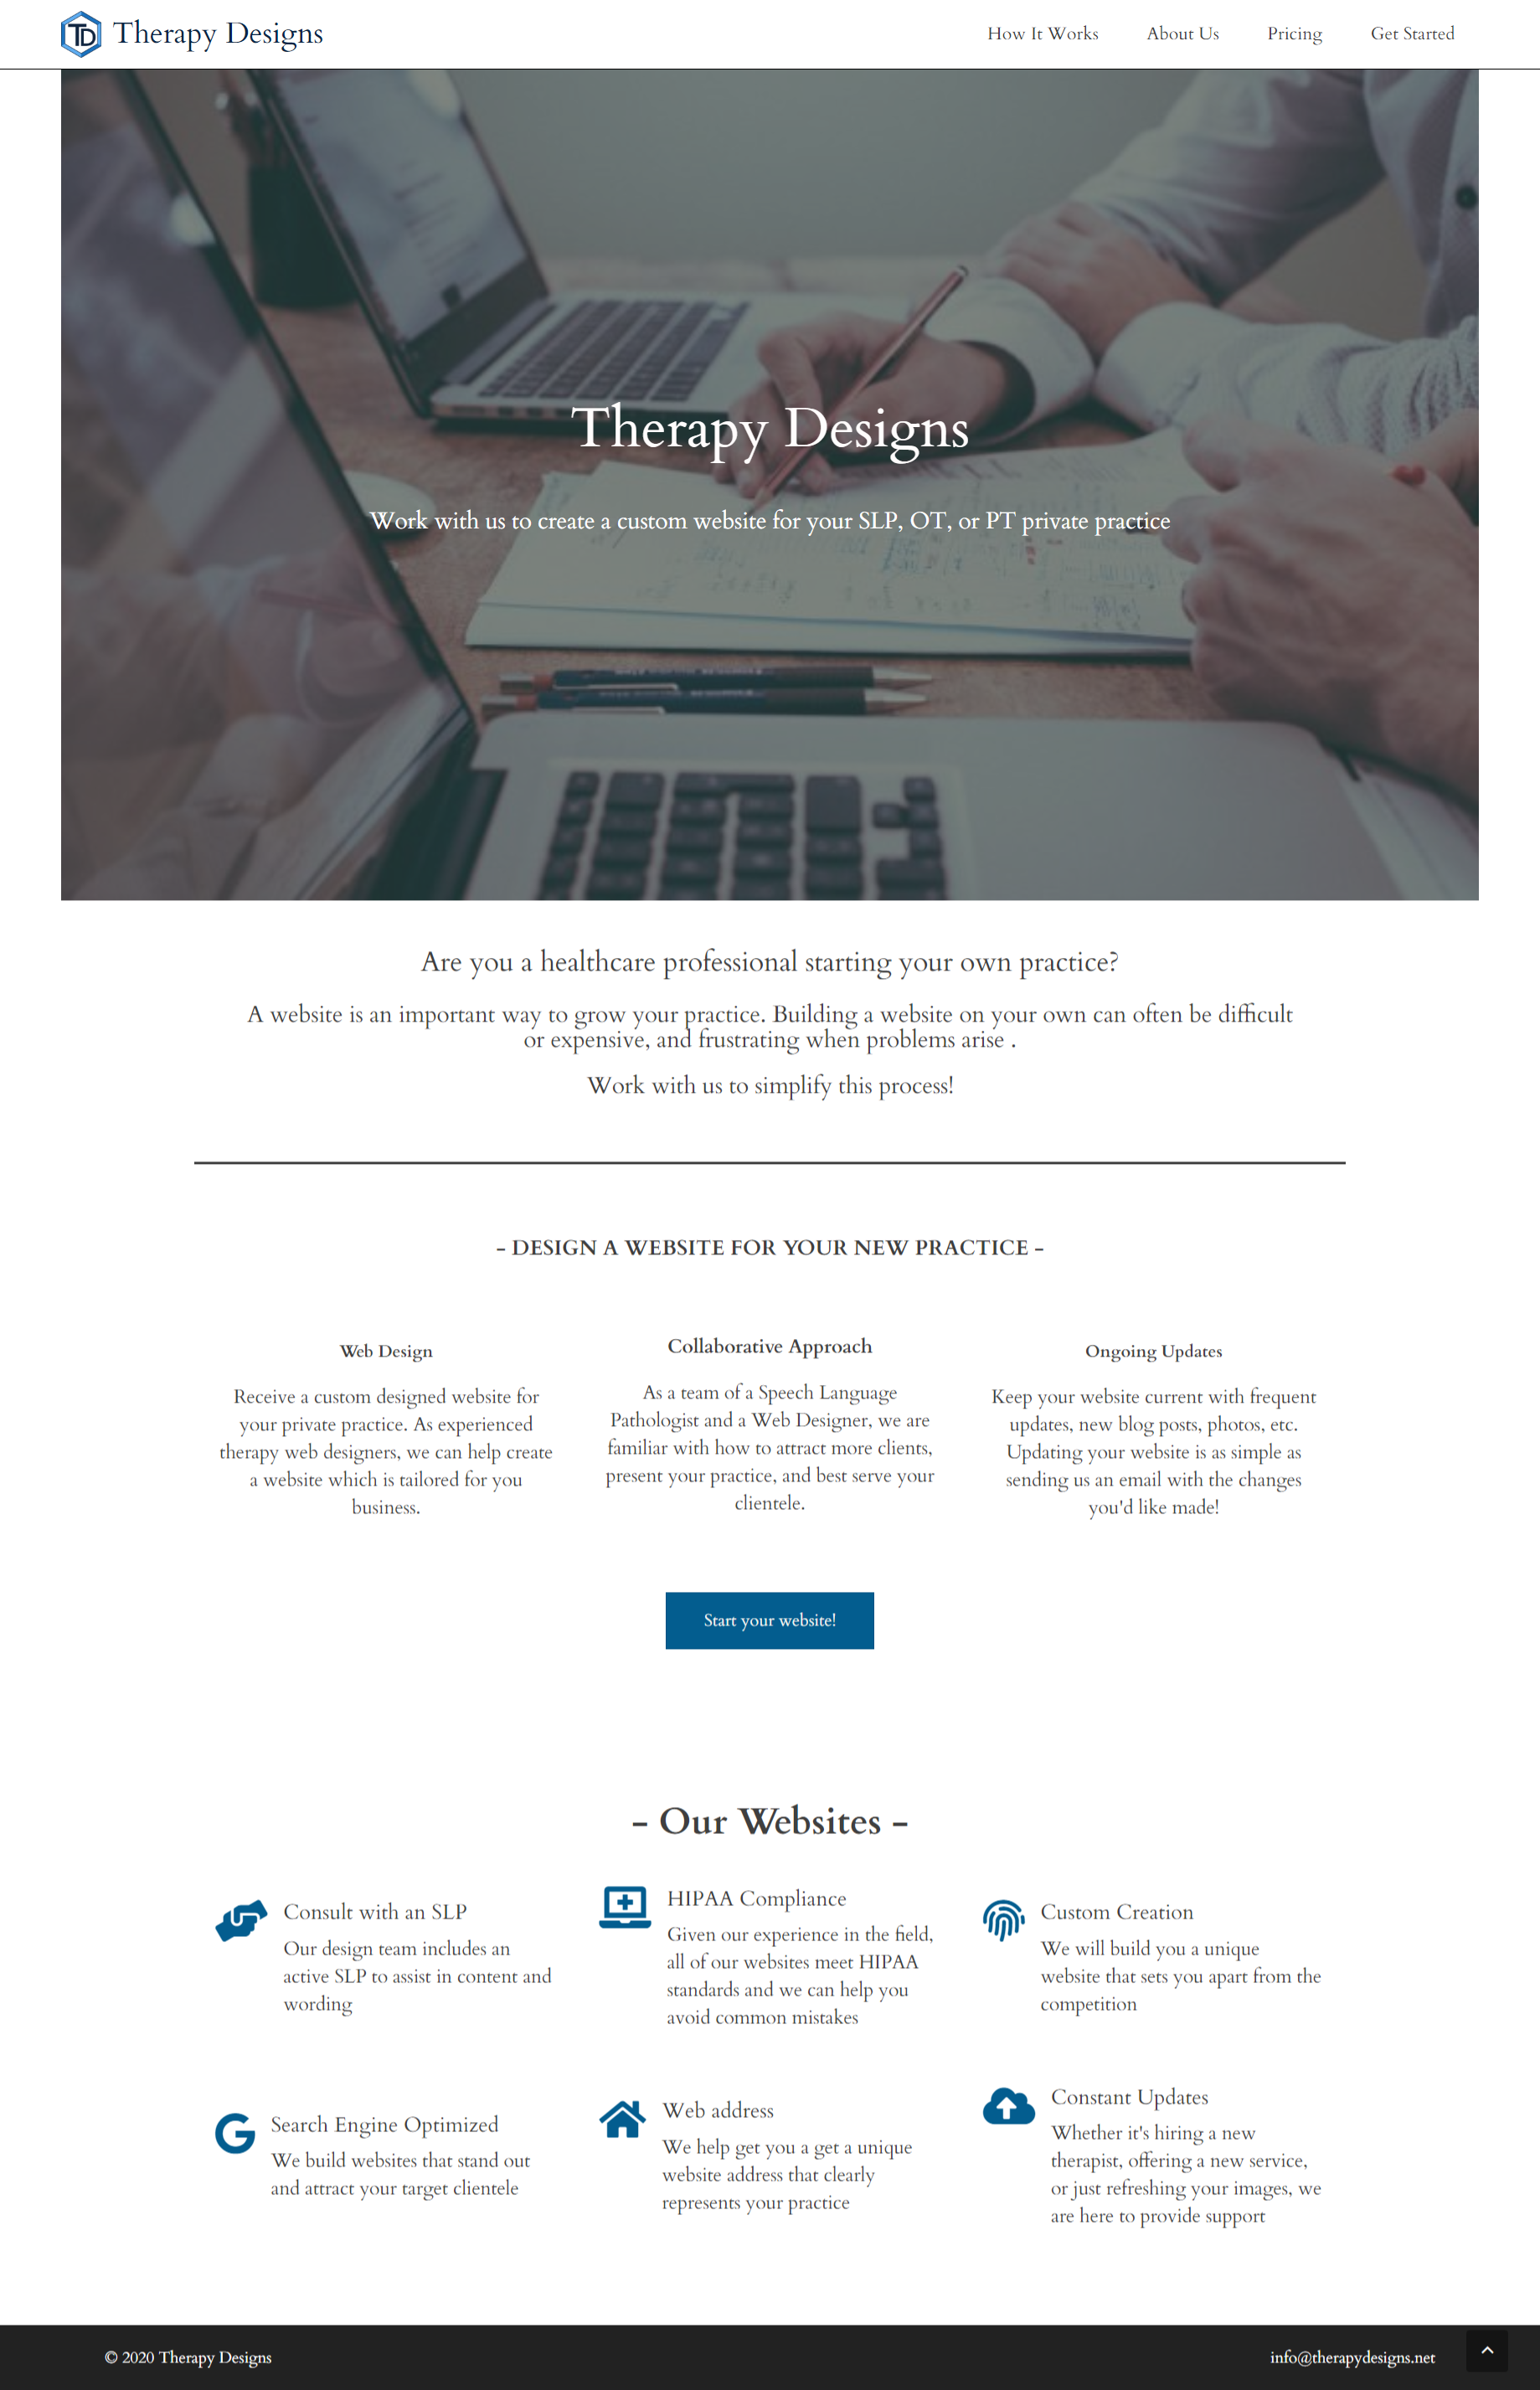 TD Therapy Designs
How It Works About Us Pricing Get Started
Therapy Designs
Work with us to create a custom website for your SLP, OT, or PT private practice
Are you a healthcare professional starting your own practice?
A website is an important way to grow your practice. Building a website on your own can often be difficult
or expensive, and frustrating when problems arise .
Work with us to simplify this process!
- DESIGN A WEBSITE FOR YOUR NEW PRACTICE -
Web Design
Receive a custom designed website for
your private practice. As experienced
therapy web designers, we can help create
a website which is tailored for you
business.
Collaborative Approach
As a team of a Speech Language
Pathologist and a Web Designer, we are
familiar with how to attract more clients,
present your practice, and best serve your
clientele.
Ongoing Updates
Keep your website current with frequent
updates, new blog posts, photos, etc.
Updating your website is as simple as
sending us an email with the changes
you'd like made!
Start your website!
- Our Websites -
Consult with an SLP
Our design team includes an
active SLP to assist in content and
wording
HIPAA Compliance
Given our experience in the field,
all of our websites meet HIPAA
standards and we can help you
avoid common mistakes
Custom Creation
We will build you a unique
website that sets you apart from the
competition
G
Search Engine Optimized
We build websites that stand out
and attract your target clientele
Web address
We help get you a get a unique
website address that clearly
represents your practice
Constant Updates
Whether it's hiring a new
therapist, offering a new service,
or just refreshing your images, we
are here to provide support
© 2020 Therapy Designs
info@therapydesigns.net